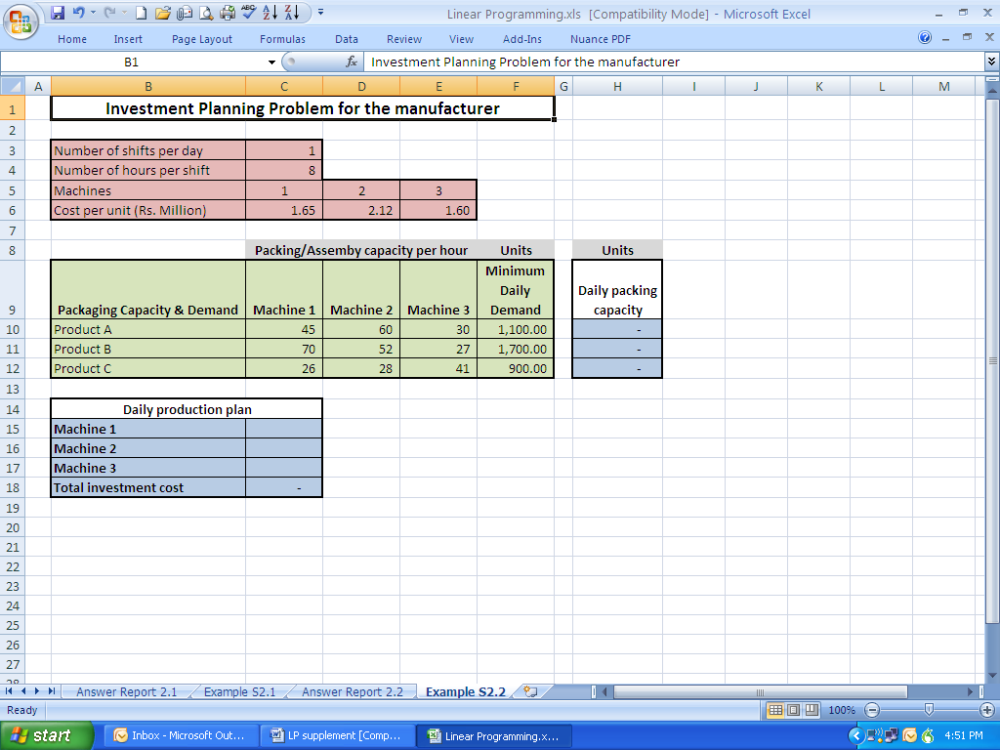 Linear Programming.xls [Compatibility Mode] - Microsoft Excel
Home Insert Page Layout Formulas Data Review View Add-Ins Nuance PDF
B1 fx Investment Planning Problem for the manufacturer
A B C D E F G H I J K L M
1 Investment Planning Problem for the manufacturer
2
3 Number of shifts per day 1
4 Number of hours per shift 8
5 Machines 1 2 3
6 Cost per unit (Rs. Million) 1.65 2.12 1.60
7
8 Packing/Assemby capacity per hour Units Units
Minimum
Daily Daily packing
9 Packaging Capacity & Demand Machine 1 Machine 2 Machine 3 Demand capacity
10 Product A 45 60 30 1,100.00 -
11 Product B 70 52 27 1,700.00 -
12 Product C 26 28 41 900.00 -
13
14 Daily production plan
15 Machine 1
16 Machine 2
17 Machine 3
18 Total investment cost -
19
20
21
22
23
24
25
26
27
28
Answer Report 2.1 Example S2.1 Answer Report 2.2 Example S2.2
Ready 100%
start Inbox - Microsoft Out... LP supplement [Comp... Linear Programming.x... 4:51 PM